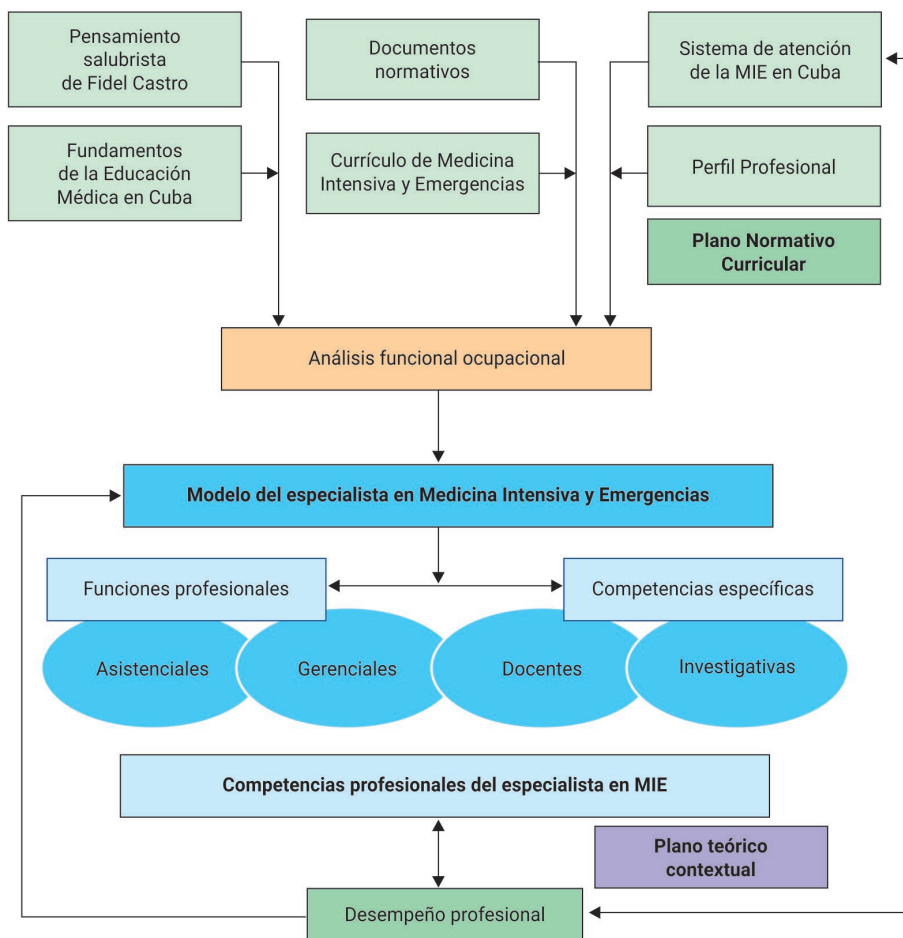 Pensamiento
salubrista
de Fidel Castro
Documentos
normativos
Sistema de atención
de la MIE en Cuba
Fundamentos
de la Educación
Médica en Cuba
Currículo de Medicina
Intensiva y Emergencias
Perfil Profesional
Plano Normativo
Curricular
Análisis funcional ocupacional
Modelo del especialista en Medicina Intensiva y Emergencias
Funciones profesionales
Competencias específicas
Asistenciales
Gerenciales
Docentes
Investigativas
Competencias profesionales del especialista en MIE
Plano teórico
contextual
Desempeño profesional